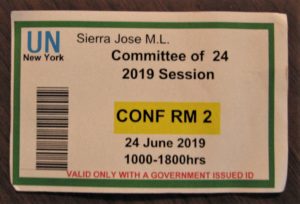 UN
New York
Sierra Jose M.L.
Committee of 24
2019 Session
CONF RM 2
24 June 2019
1000-1800hrs
VALID ONLY WITH A GOVERNMENT ISSUED ID